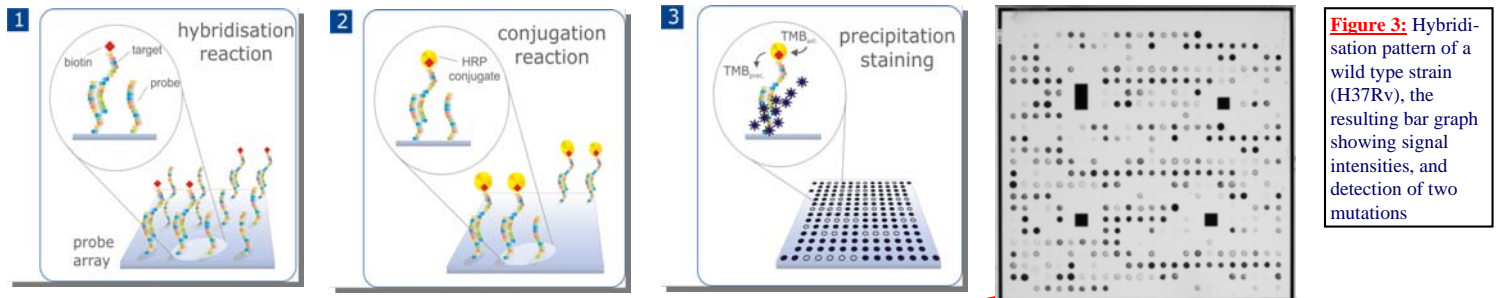 1
hybridisation
reaction
biotin
target
probe
probe
array
2
conjugation
reaction
HRP
conjugate
3
precipitation
staining
TMBsol.
TMBprec.
Figure 3: Hybridi-
sation pattern of a
wild type strain
(H37Rv), the
resulting bar graph
showing signal
intensities, and
detection of two
mutations